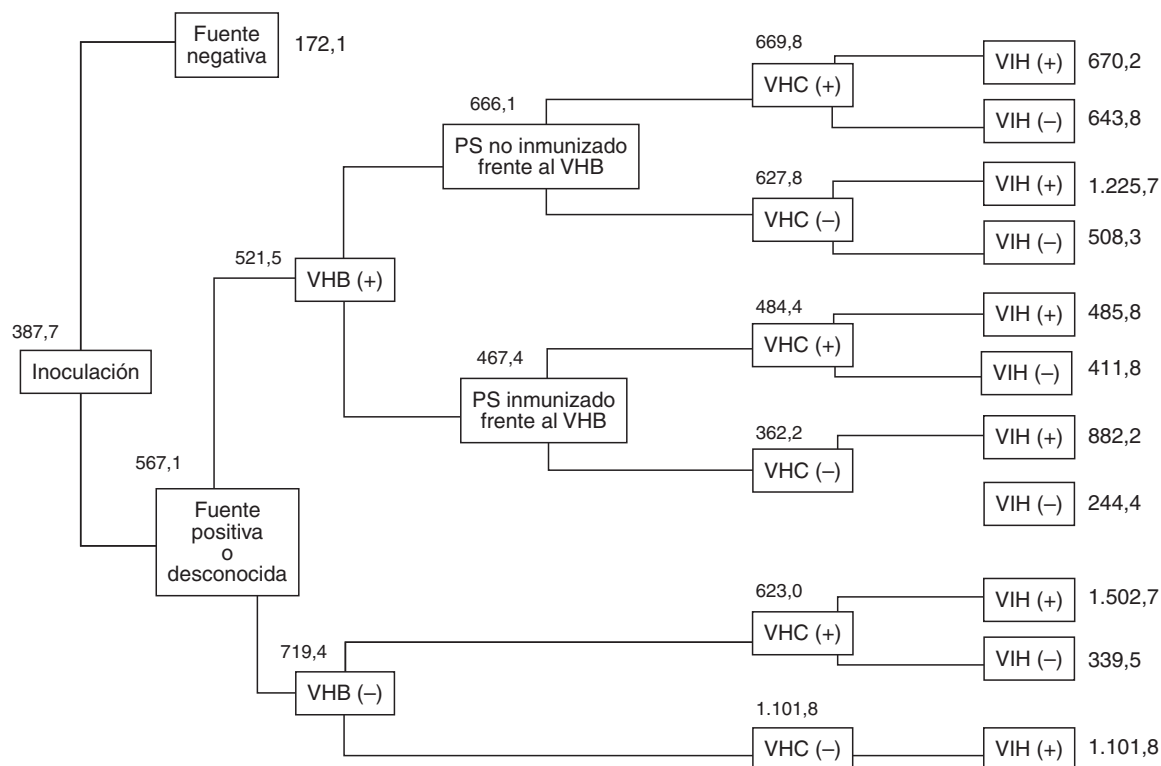 Fuente
negativa
172,1
669,8
VHC (+)
VIH (+)
670,2
VIH (–)
643,8
666,1
PS no inmunizado
frente al VHB
627,8
VHC (–)
VIH (+)
1.225,7
VIH (–)
508,3
521,5
VHB (+)
387,7
Inoculación
484,4
VHC (+)
VIH (+)
485,8
VIH (–)
411,8
467,4
PS inmunizado
frente al VHB
362,2
VHC (–)
VIH (+)
882,2
VIH (–)
244,4
567,1
Fuente
positiva
o
desconocida
623,0
VHC (+)
VIH (+)
1.502,7
VIH (–)
339,5
719,4
VHB (–)
1.101,8
VHC (–)
VIH (+)
1.101,8